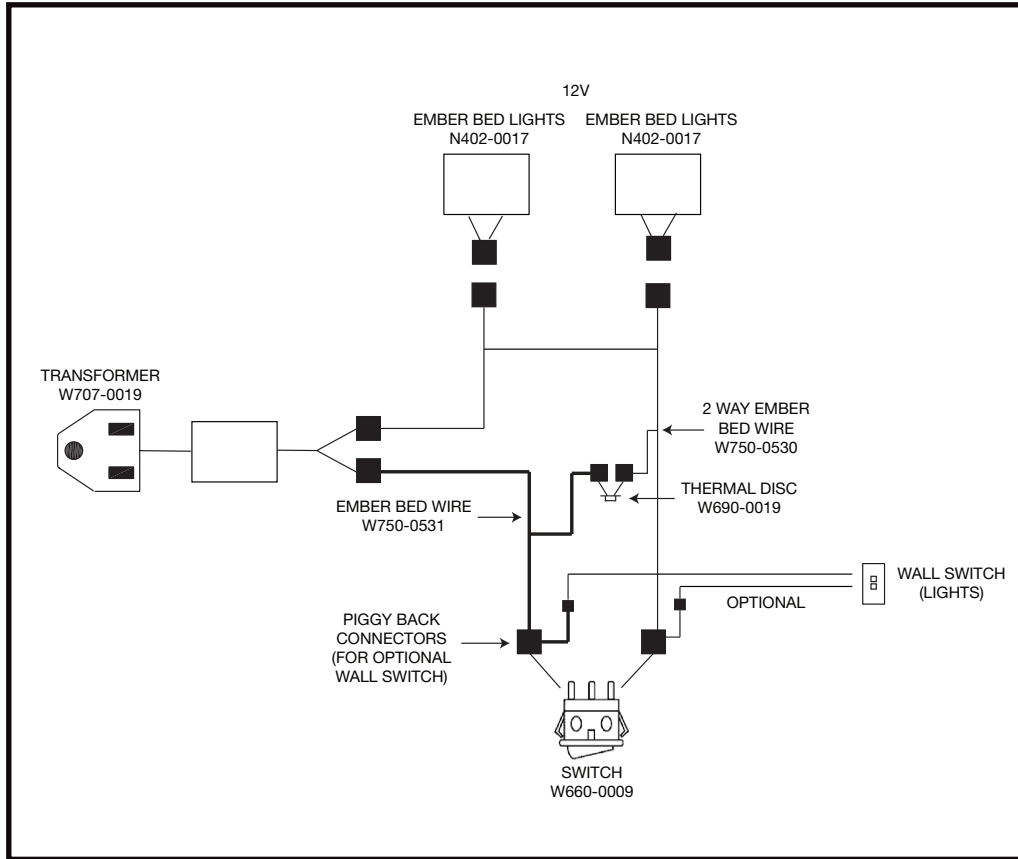 12V
EMBER BED LIGHTS
N402-0017
EMBER BED LIGHTS
N402-0017
TRANSFORMER
W707-0019
2 WAY EMBER
BED WIRE
W750-0530
THERMAL DISC
W690-0019
EMBER BED WIRE
W750-0531
WALL SWITCH
(LIGHTS)
OPTIONAL
PIGGY BACK
CONNECTORS
(FOR OPTIONAL
WALL SWITCH)
SWITCH
W660-0009